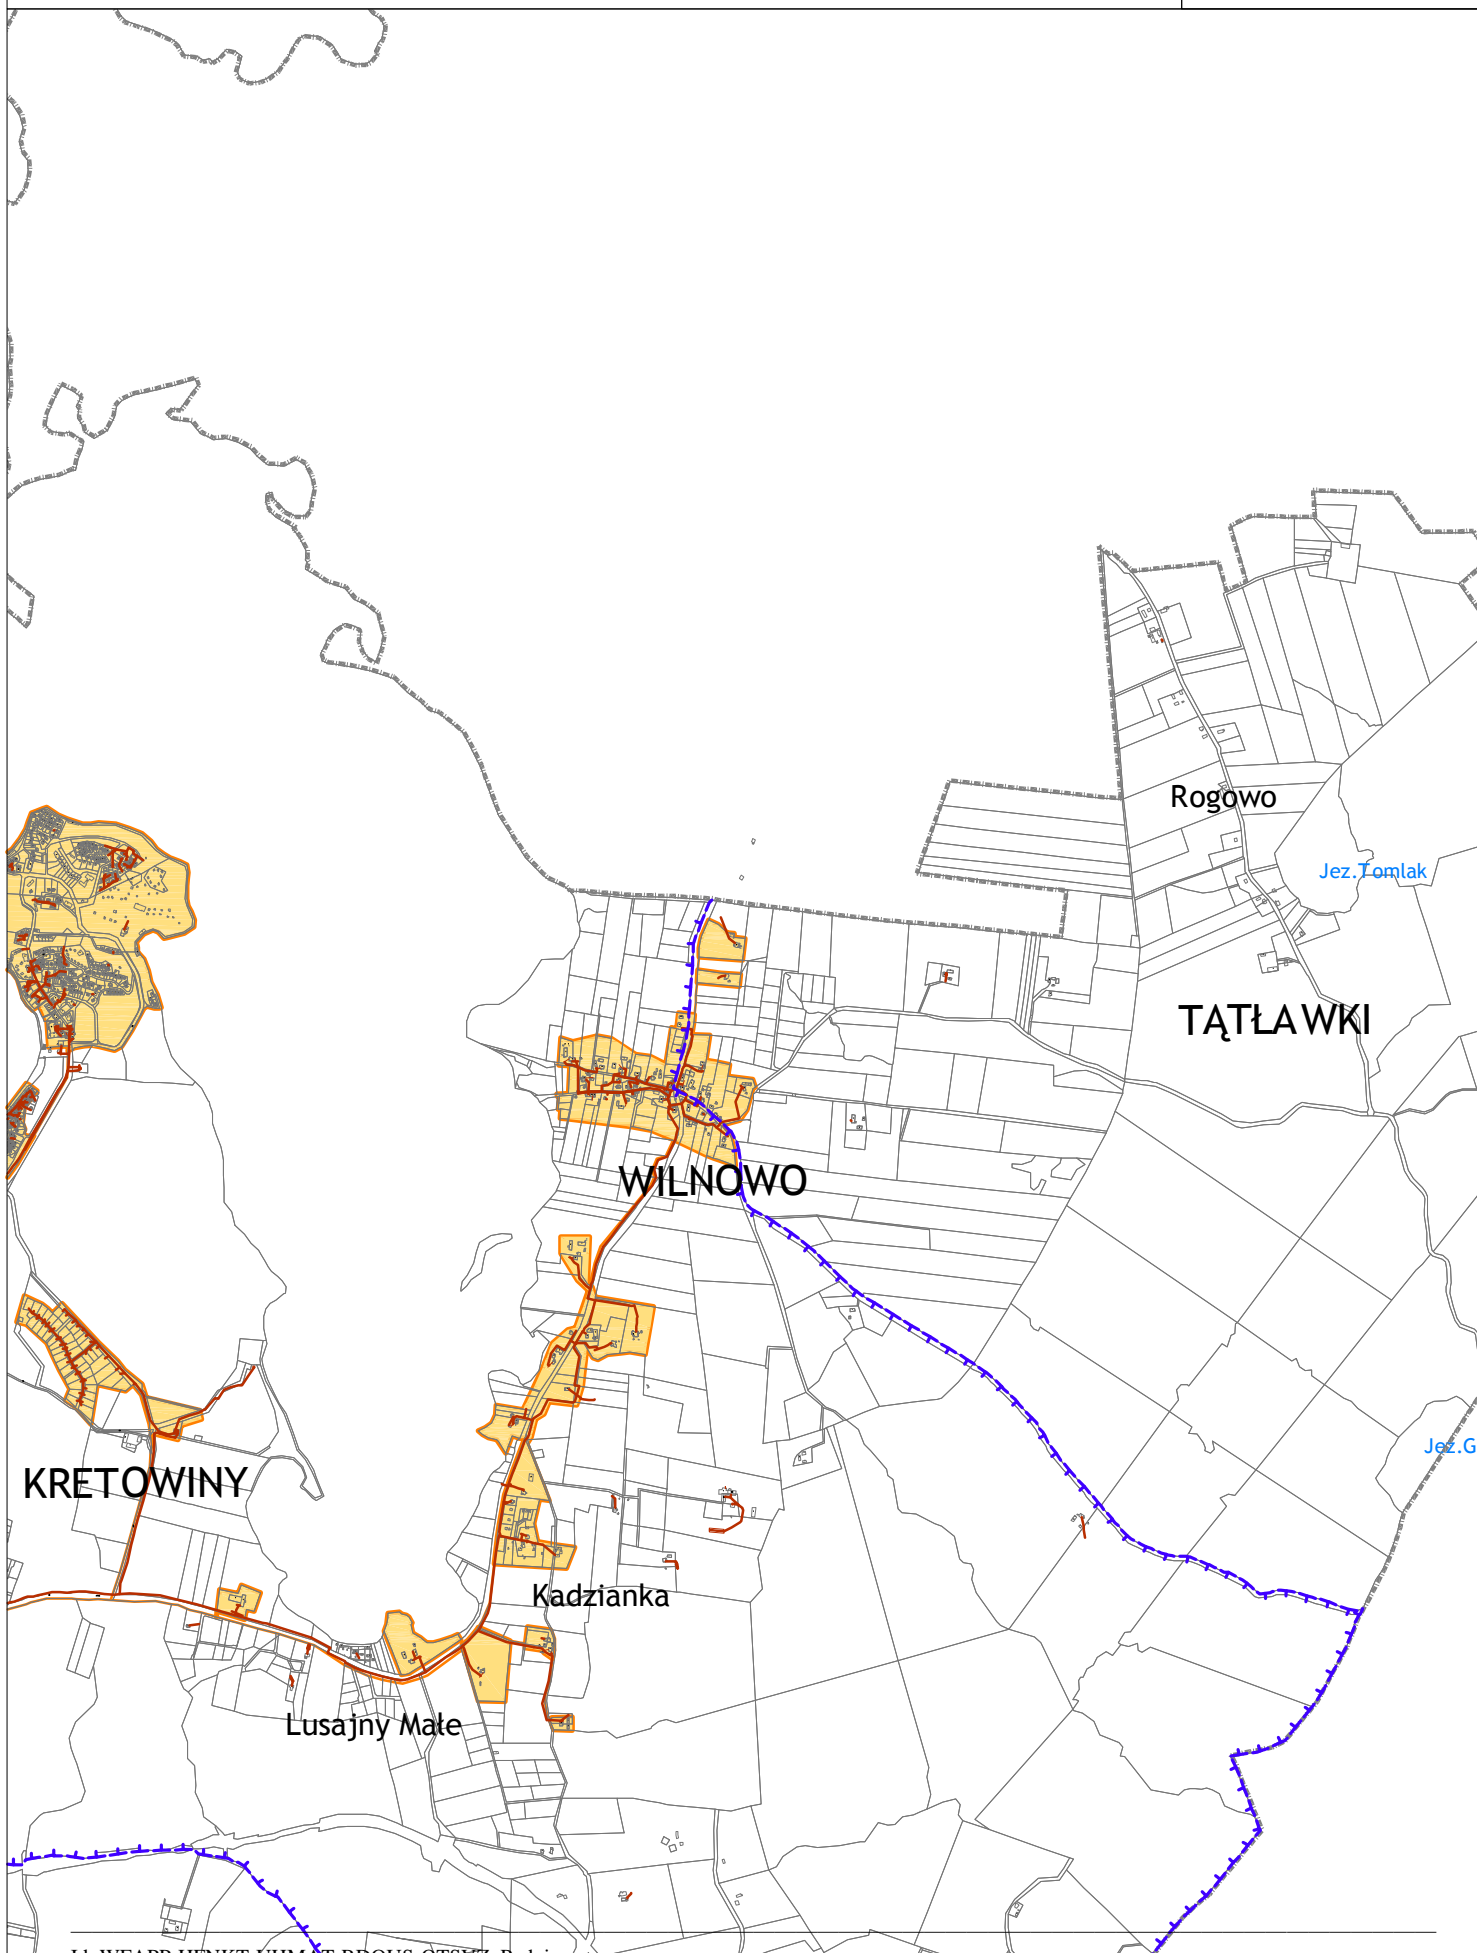 Rogowo
Jez.Tomlak
TĄTŁAWKI
WILNOWO
Jez.G
KRETOWINY
Kadzianka
Lusajny Małe